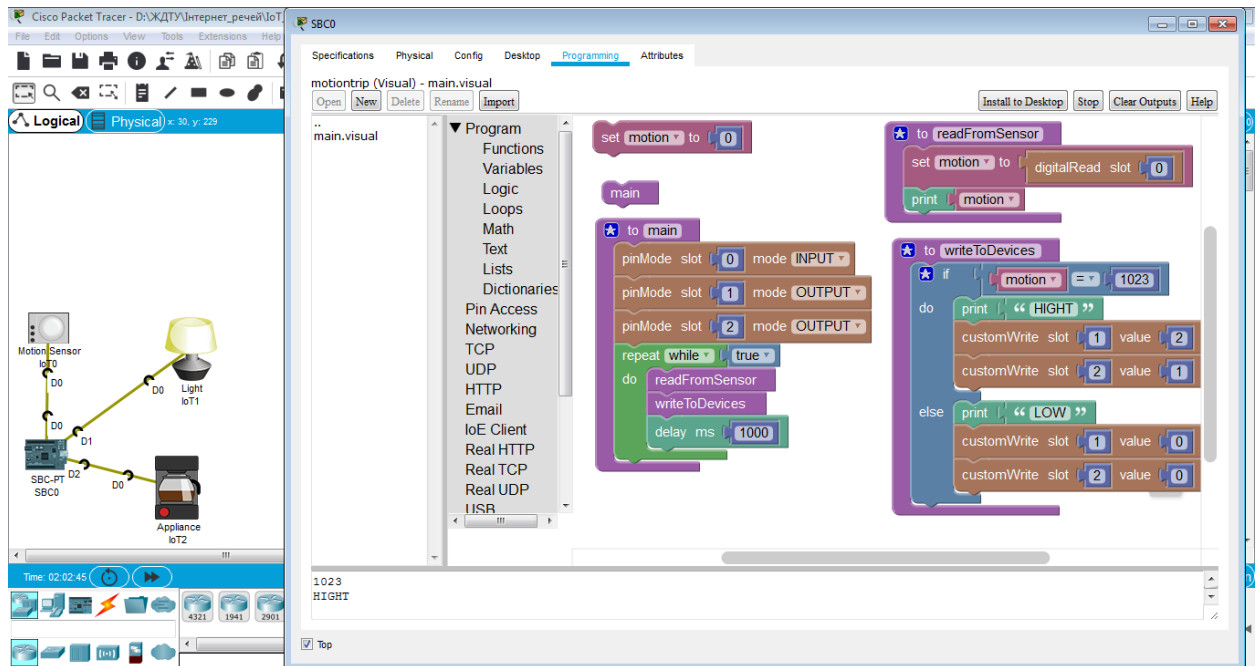 Cisco Packet Tracer - D:\ЖДТУ\Інтернет_речей\IoT_
File Edit Options View Tools Extensions Help
Logical Physical x: 30, y: 229
Motion Sensor
IoT0
D0
D0
Light
IoT1
D0
D1
SBC-PT
SBC0
D2
D0
Appliance
IoT2
Time: 02:02:45
4321 1941 2901
SBC0
Specifications Physical Config Desktop Programming Attributes
motiontrip (Visual) - main.visual
Open New Delete Rename Import
Install to Desktop Stop Clear Outputs Help
..
main.visual
Program
Functions
Variables
Logic
Loops
Math
Text
Lists
Dictionaries
Pin Access
Networking
TCP
UDP
HTTP
Email
IoE Client
Real HTTP
Real TCP
Real UDP
USB
set motion to 0
main
to main
pinMode slot 0 mode INPUT
pinMode slot 1 mode OUTPUT
pinMode slot 2 mode OUTPUT
repeat while true
do readFromSensor
writeToDevices
delay ms 1000
to readFromSensor
set motion to digitalRead slot 0
print motion
to writeToDevices
if motion = 1023
do print “ HIGHT ”
customWrite slot 1 value 2
customWrite slot 2 value 1
else print “ LOW ”
customWrite slot 1 value 0
customWrite slot 2 value 0
1023
HIGHT
Top